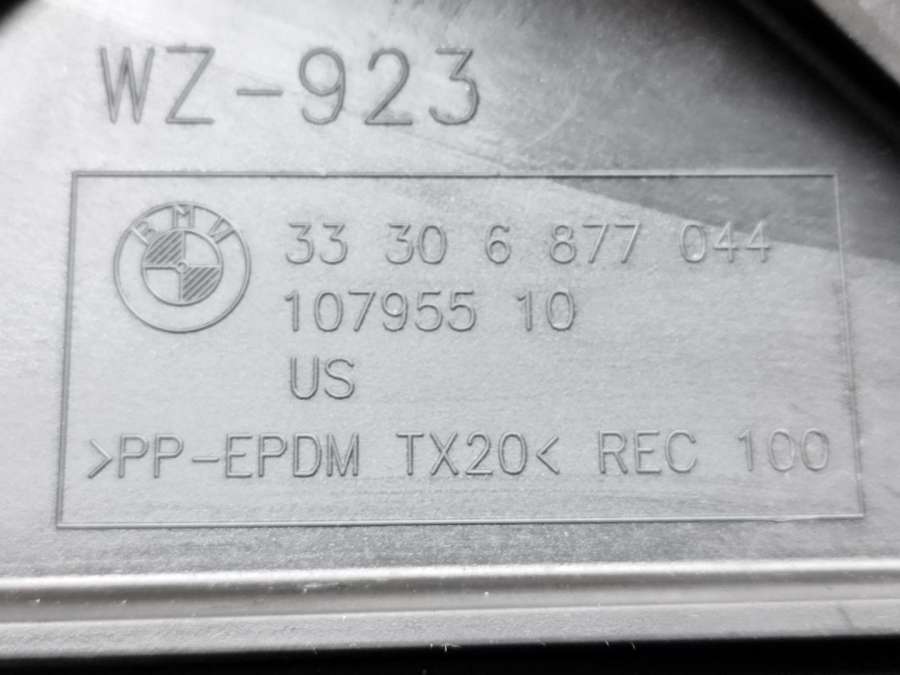 WZ-923
BMW
33 30 6 877 044
107955 10
US
>PP-EPDM TX20< REC 100